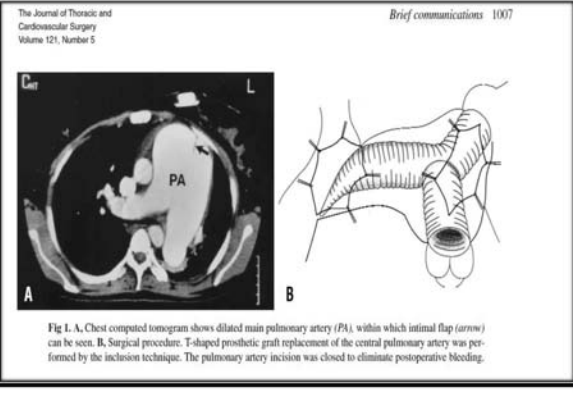 The Journal of Thoracic and
Cardiovascular Surgery
Volume 121, Number 5
Brief communications 1007
L
PA
A
B
Fig 1. A, Chest computed tomogram shows dilated main pulmonary artery (PA), within which intimal flap (arrow)
can be seen. B, Surgical procedure. T-shaped prosthetic graft replacement of the central pulmonary artery was per-
formed by the inclusion technique. The pulmonary artery incision was closed to eliminate postoperative bleeding.